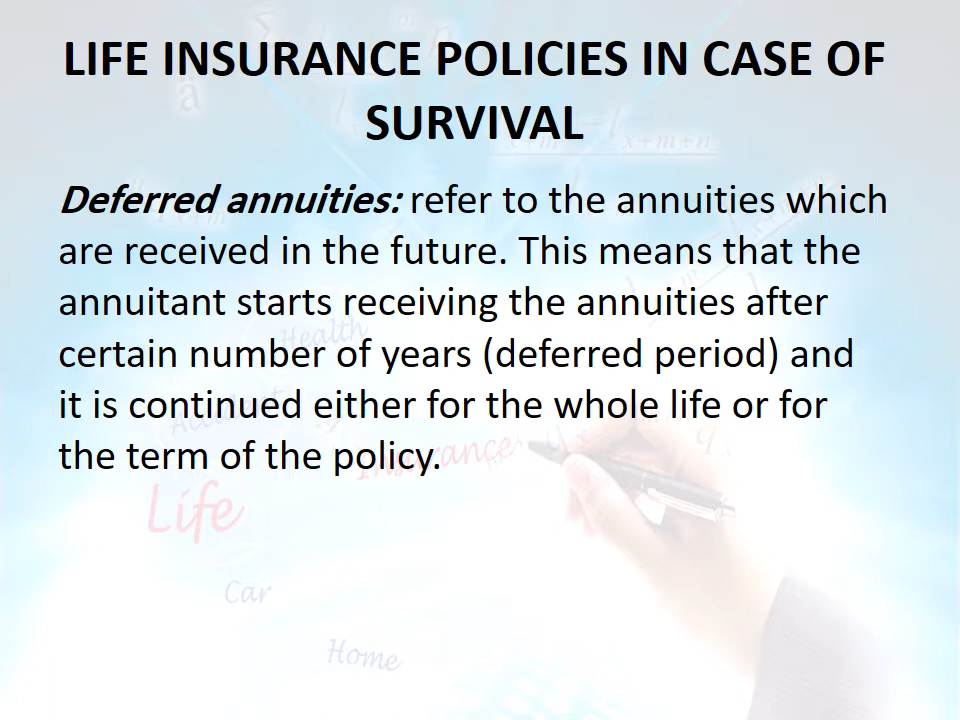 LIFE INSURANCE POLICIES IN CASE OF
SURVIVAL
Deferred annuities: refer to the annuities which
are received in the future. This means that the
annuitant starts receiving the annuities after
certain number of years (deferred period) and
it is continued either for the whole life or for
the term of the policy.
Health
Accident
Insurance
Life
Car
Home